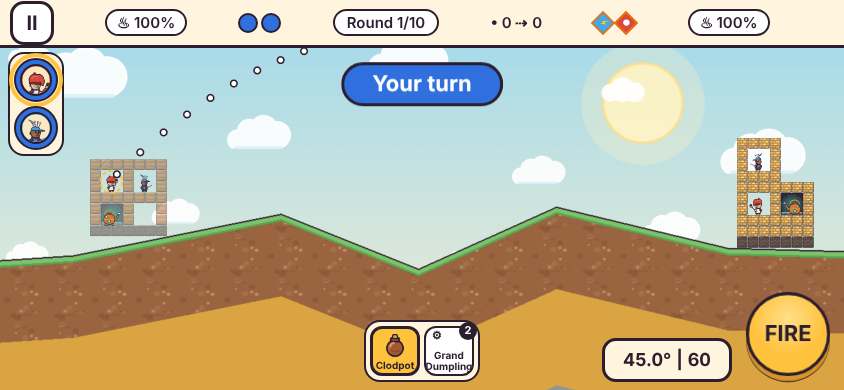 100%
Round 1/10
• 0 ⇢ 0
100%
Your turn
2
Clodpot
Grand
Dumpling
45.0° | 60
FIRE